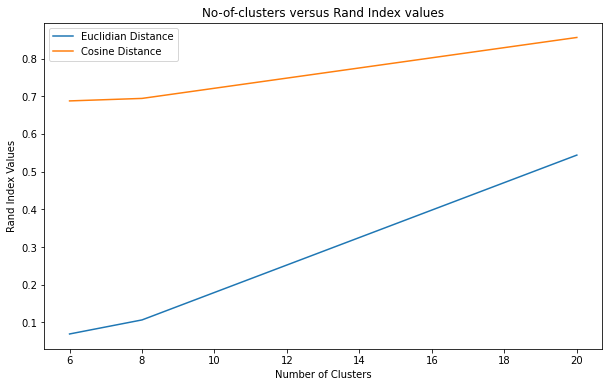 No-of-clusters versus Rand Index values
Euclidian Distance
Cosine Distance
Rand Index Values
0.8
0.7
0.6
0.5
0.4
0.3
0.2
0.1
6 8 10 12 14 16 18 20
Number of Clusters